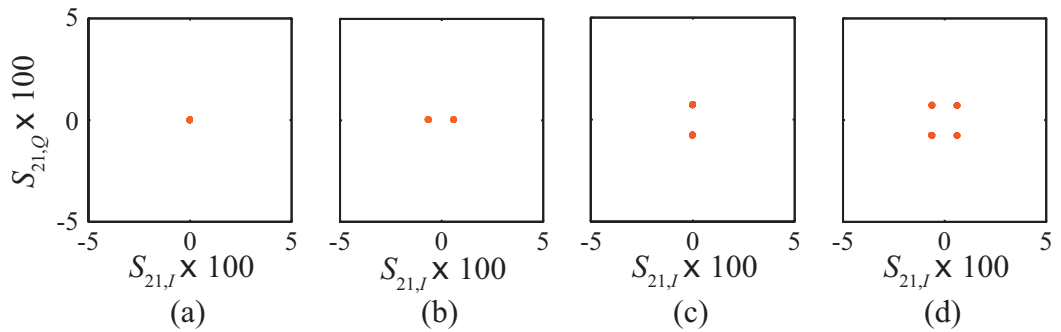 S21,Q x 100
5
0
-5
-5 0 5
-5 0 5
-5 0 5
-5 0 5
S21,I x 100
S21,I x 100
S21,I x 100
S21,I x 100
(a)
(b)
(c)
(d)